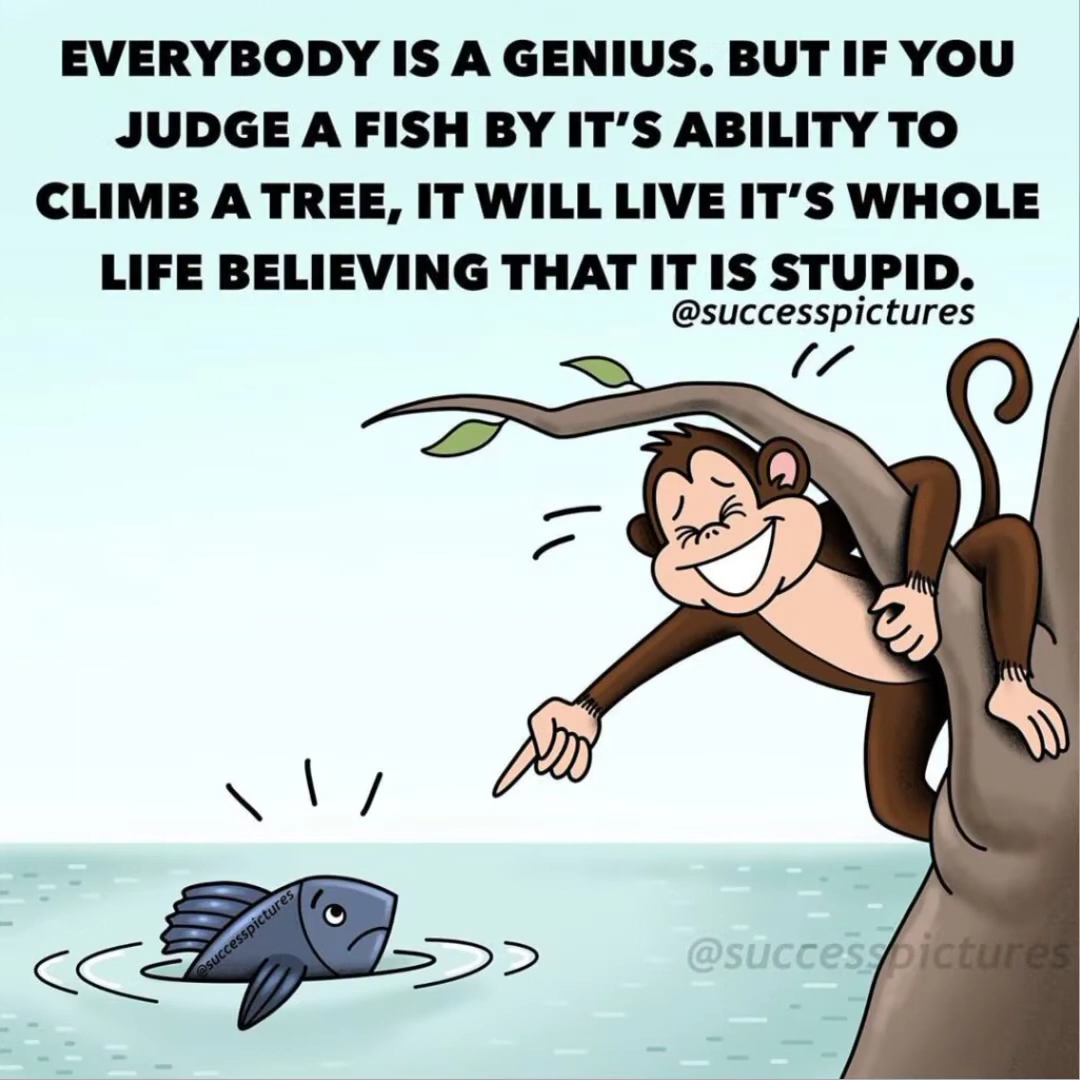 EVERYBODY IS A GENIUS. BUT IF YOU
JUDGE A FISH BY IT'S ABILITY TO
CLIMB A TREE, IT WILL LIVE IT'S WHOLE
LIFE BELIEVING THAT IT IS STUPID.
@successpictures
@successpictures
@successpictures